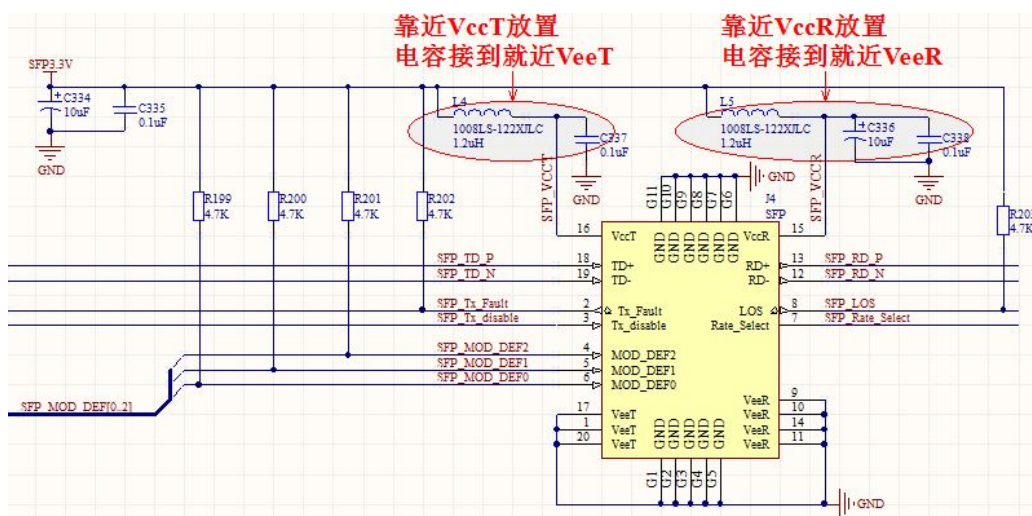 靠近VccT放置
电容接到就近VeeT
靠近VccR放置
电容接到就近VeeR
SFP3.3V
C334
10uF
C335
0.1uF
GND
L4
1008LS-122XJLC
1.2uH
C337
0.1uF
GND
L5
1008LS-122XJLC
1.2uH
C336
10uF
C338
0.1uF
GND
SFP_VCCT
SFP_VCCR
R199
4.7K
R200
4.7K
R201
4.7K
R202
4.7K
4.7K
G11
G10
G9
G8
G7
G6
GND
J4
SFP
16
VccT
GND
GND
GND
GND
GND
GND
VccR
15
SFP_TD_P
18
TD+
RD+
13
SFP_RD_P
SFP_TD_N
19
TD-
RD-
12
SFP_RD_N
SFP_Tx_Fault
2
Tx_Fault
LOS
8
SFP_LOS
SFP_Tx_disable
3
Tx_disable
Rate_Select
7
SFP_Rate_Select
SFP_MOD_DEF2
4
MOD_DEF2
SFP_MOD_DEF1
5
MOD_DEF1
SFP_MOD_DEF0
6
MOD_DEF0
SFP_MOD_DEF[0..2]
17
VeeT
1
VeeT
20
VeeT
GND
GND
GND
GND
GND
VeeR
9
VeeR
10
VeeR
14
VeeR
11
G1
G2
G3
G4
G5
GND